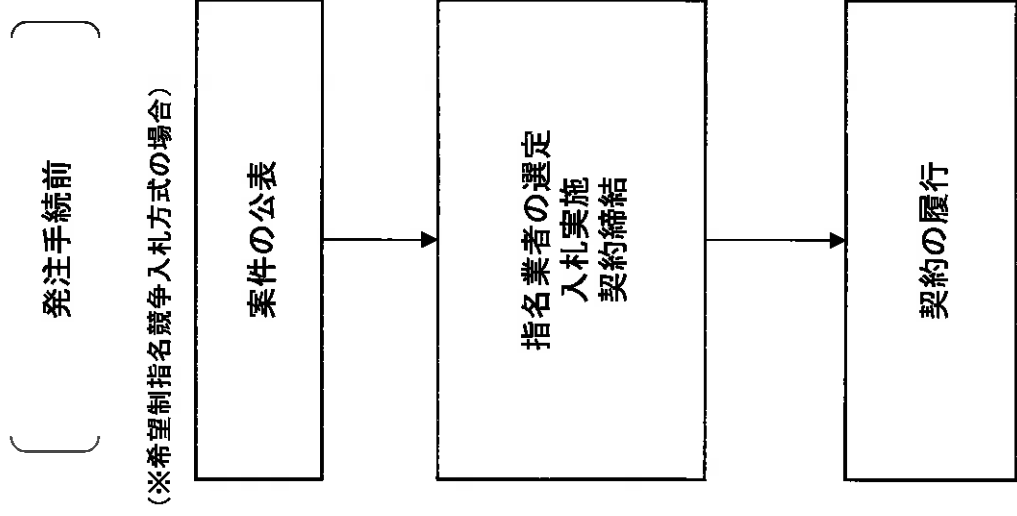 発注手続前
(※希望制指名競争入札方式の場合)
案件の公表
指名業者の選定
入札実施
契約締結
契約の履行